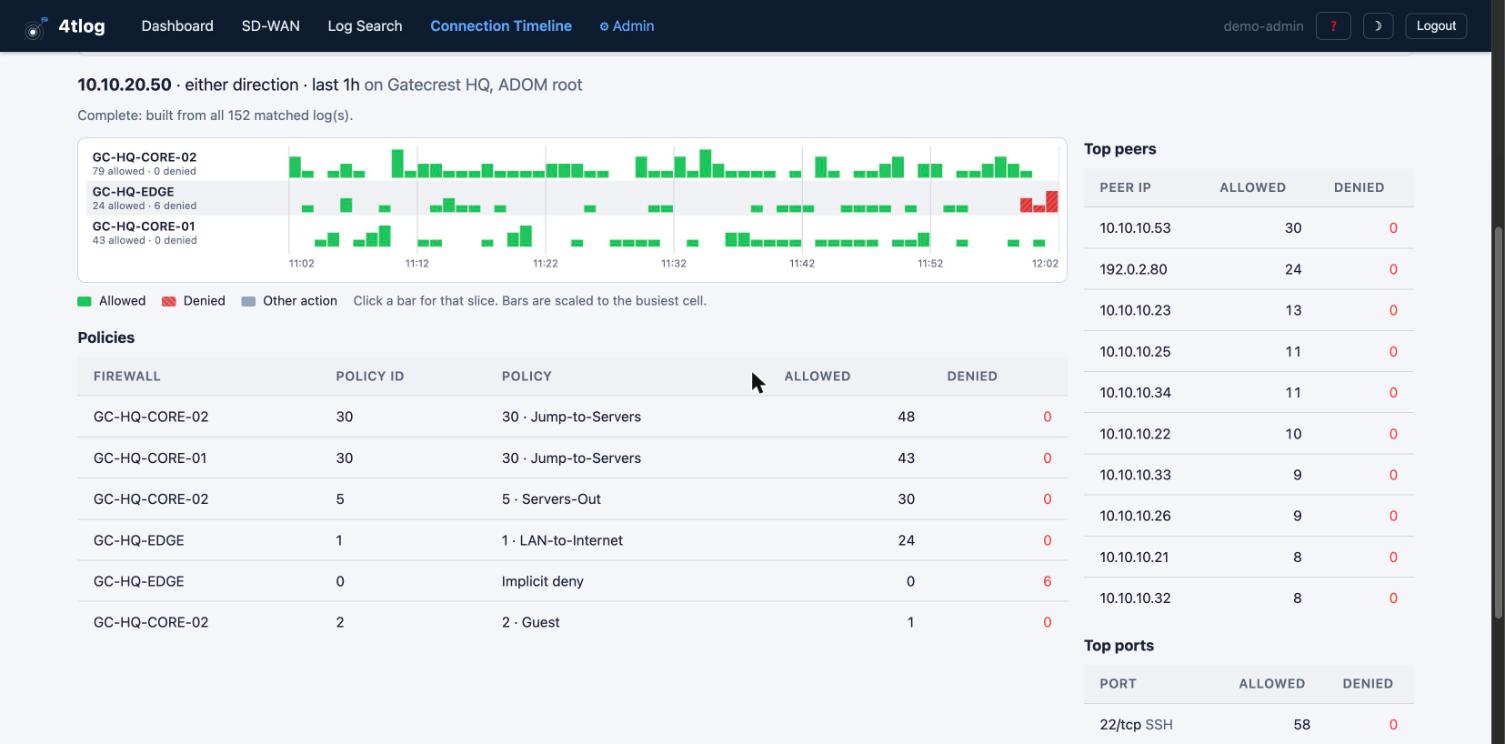 4tlog Dashboard SD-WAN Log Search Connection Timeline Admin demo-admin ? Logout
10.10.20.50 · either direction · last 1h on Gatecrest HQ, ADOM root
Complete: built from all 152 matched log(s).
GC-HQ-CORE-02
79 allowed · 0 denied
GC-HQ-EDGE
24 allowed · 6 denied
GC-HQ-CORE-01
43 allowed · 0 denied
11:02 11:12 11:22 11:32 11:42 11:52 12:02
Allowed Denied Other action Click a bar for that slice. Bars are scaled to the busiest cell.
Policies
FIREWALL POLICY ID POLICY ALLOWED DENIED
GC-HQ-CORE-02 30 30 · Jump-to-Servers 48 0
GC-HQ-CORE-01 30 30 · Jump-to-Servers 43 0
GC-HQ-CORE-02 5 5 · Servers-Out 30 0
GC-HQ-EDGE 1 1 · LAN-to-Internet 24 0
GC-HQ-EDGE 0 Implicit deny 0 6
GC-HQ-CORE-02 2 2 · Guest 1 0
Top peers
PEER IP ALLOWED DENIED
10.10.10.53 30 0
192.0.2.80 24 0
10.10.10.23 13 0
10.10.10.25 11 0
10.10.10.34 11 0
10.10.10.22 10 0
10.10.10.33 9 0
10.10.10.26 9 0
10.10.10.21 8 0
10.10.10.32 8 0
Top ports
PORT ALLOWED DENIED
22/tcp SSH 58 0